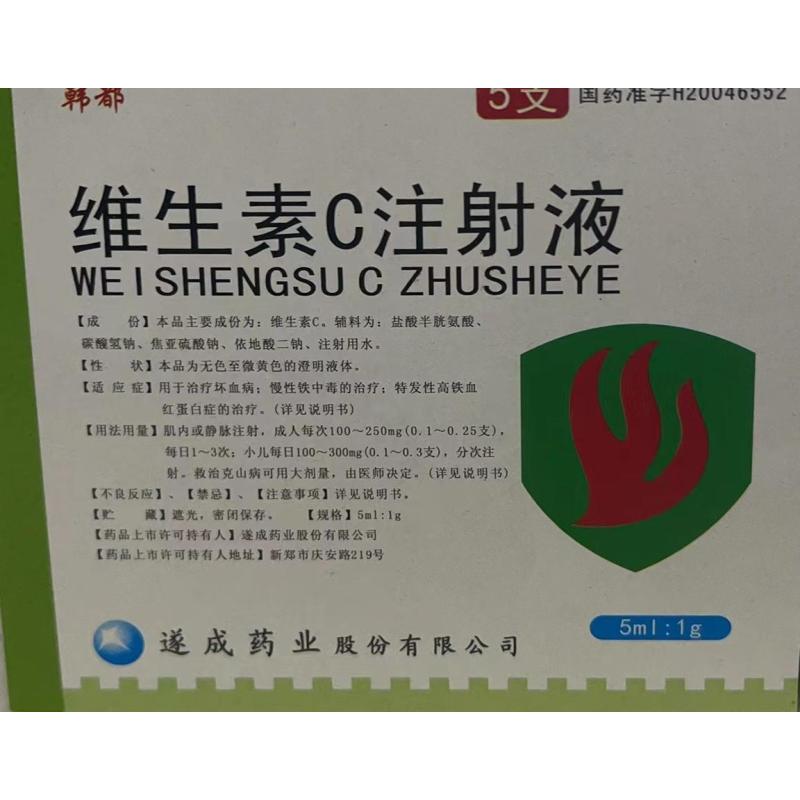 韩都
5支
国药准字H20046552
维生素C注射液
WEISHENGSU C ZHUSHEYE
【成　份】本品主要成份为：维生素C。辅料为：盐酸半胱氨酸、
碳酸氢钠、焦亚硫酸钠、依地酸二钠、注射用水。
【性　状】本品为无色至微黄色的澄明液体。
【适应症】用于治疗坏血病；慢性铁中毒的治疗；特发性高铁血
红蛋白症的治疗。(详见说明书)
【用法用量】肌内或静脉注射，成人每次100～250mg(0.1～0.25支)，
每日1～3次；小儿每日100～300mg(0.1～0.3支)，分次注
射。救治克山病可用大剂量，由医师决定。(详见说明书)
【不良反应】、【禁忌】、【注意事项】详见说明书。
【贮　藏】遮光，密闭保存。【规格】5ml:1g
【药品上市许可持有人】遂成药业股份有限公司
【药品上市许可持有人地址】新郑市庆安路219号
5ml:1g
遂成药业股份有限公司